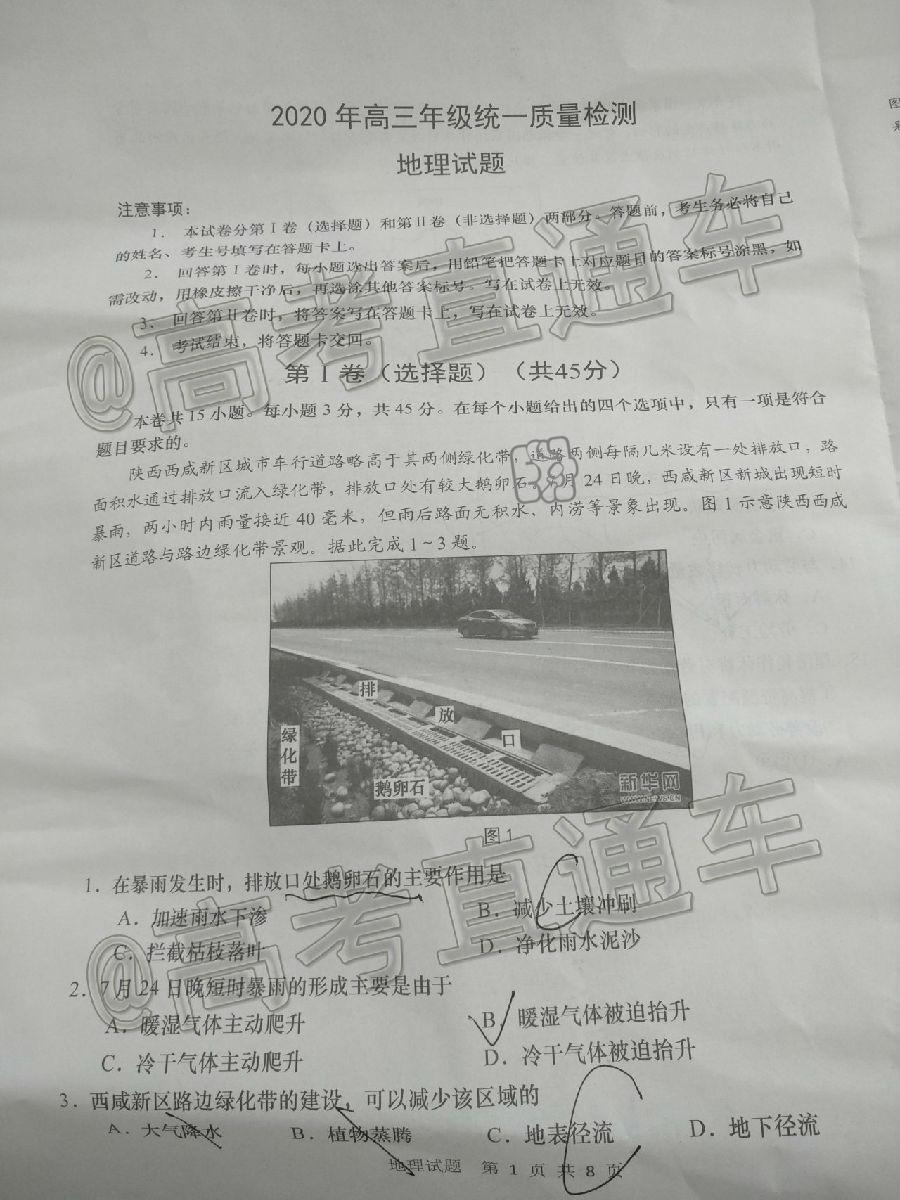 2020 年高三年级统一质量检测
地理试题
注意事项：
1. 本试卷分第Ⅰ卷（选择题）和第Ⅱ卷（非选择题）两部分。答题前，考生务必将自己
的姓名、考生号填写在答题卡上。
2. 回答第Ⅰ卷时，每小题选出答案后，用铅笔把答题卡上对应题目的答案标号涂黑，如
需改动，用橡皮擦干净后，再选涂其他答案标号。写在试卷上无效。
3. 回答第Ⅱ卷时，将答案写在答题卡上，写在试卷上无效。
4. 考试结束，将答题卡交回。
第Ⅰ卷（选择题）（共45分）
本卷共 15 小题。每小题 3 分，共 45 分。在每个小题给出的四个选项中，只有一项是符合
题目要求的。
陕西西咸新区城市车行道路略高于其两侧绿化带，道路两侧每隔几米设有一处排放口，路
面积水通过排放口流入绿化带，排放口处有较大鹅卵石。7月 24 日晚，西咸新区新城出现短时
暴雨，两小时内雨量接近 40 毫米，但雨后路面无积水、内涝等景象出现。图 1 示意陕西西咸
新区道路与路边绿化带景观。据此完成 1～3 题。
排
放
口
绿化带
鹅卵石
新华网
WWW.NEWS.CN
图 1
1．在暴雨发生时，排放口处鹅卵石的主要作用是
A．加速雨水下渗 B．减少土壤冲刷
C．拦截枯枝落叶 D．净化雨水泥沙
2．7 月 24 日晚短时暴雨的形成主要是由于
A．暖湿气体主动爬升 B．暖湿气体被迫抬升
C．冷干气体主动爬升 D．冷干气体被迫抬升
3．西咸新区路边绿化带的建设，可以减少该区域的
A．大气降水 B．植物蒸腾 C．地表径流 D．地下径流
地理试题 第 1 页 共 8 页
@高考直通车
@高考直通车
图